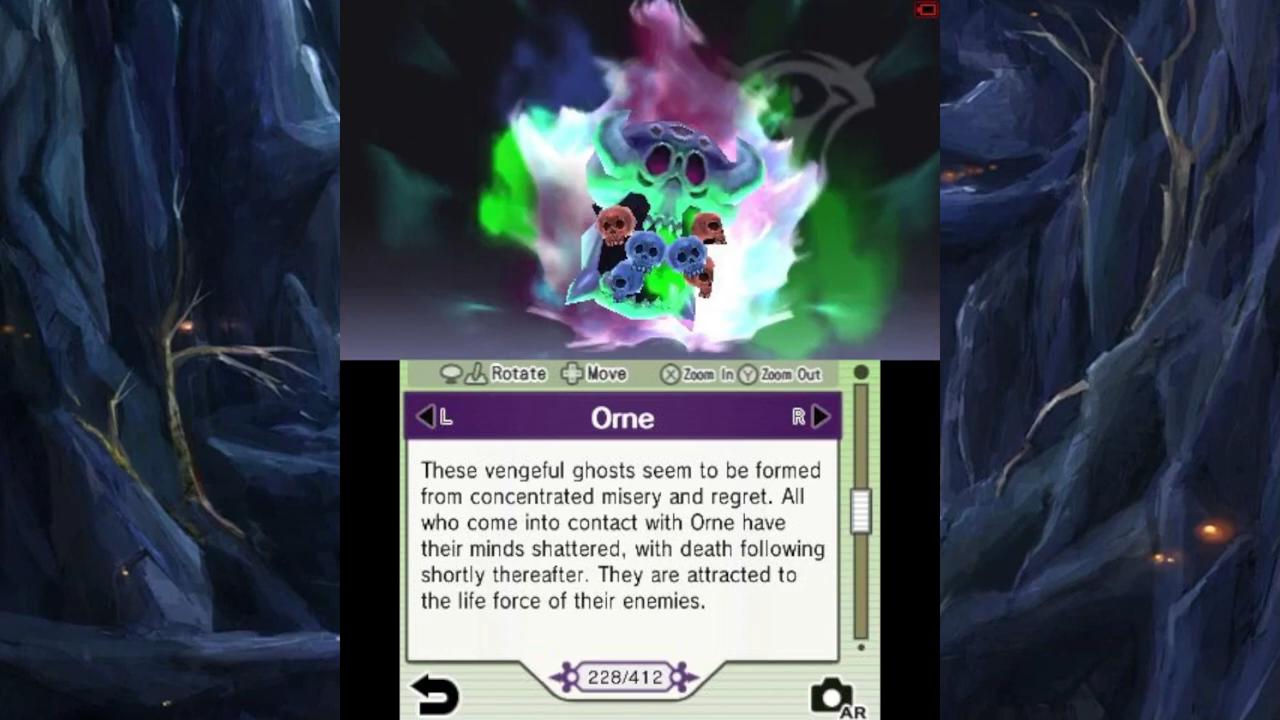 Rotate Move X Zoom In Y Zoom Out
L Orne R
These vengeful ghosts seem to be formed
from concentrated misery and regret. All
who come into contact with Orne have
their minds shattered, with death following
shortly thereafter. They are attracted to
the life force of their enemies.
228/412
AR